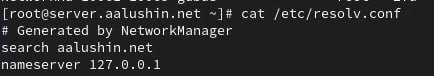 [root@server.aalushin.net ~]# cat /etc/resolv.conf
# Generated by NetworkManager
search aalushin.net
nameserver 127.0.0.1